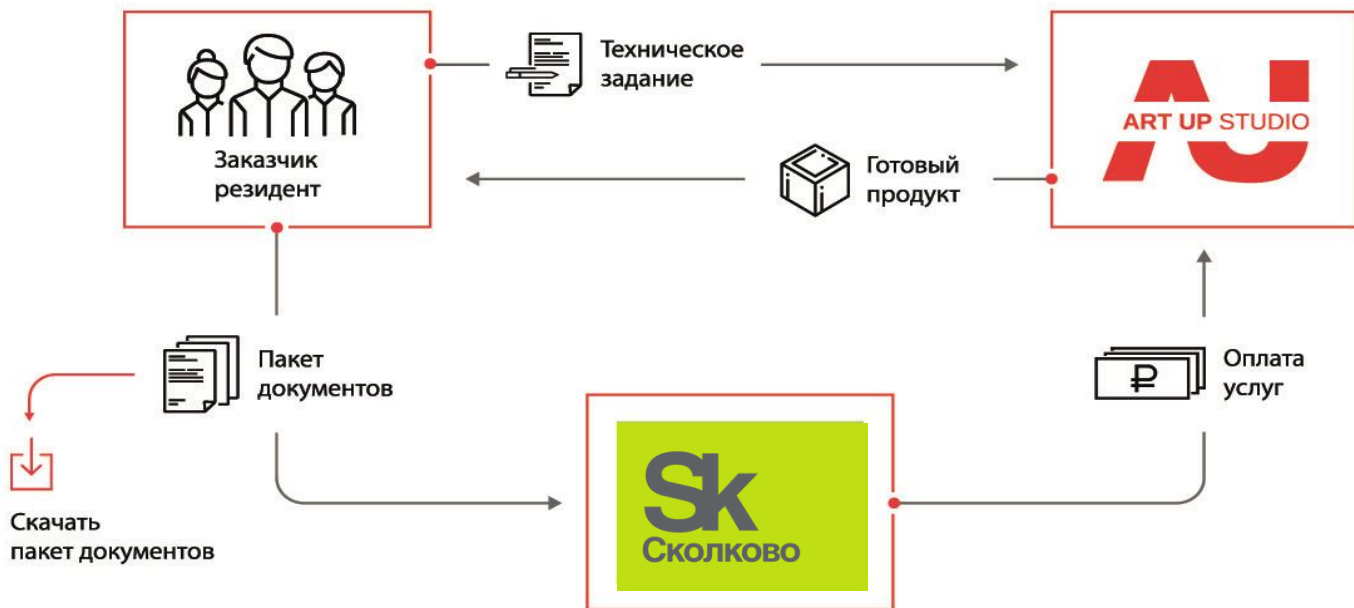 Техническое
задание
ART UP STUDIO
Заказчик
резидент
Готовый
продукт
Пакет
документов
Оплата
услуг
Sk
Сколково
Скачать
пакет документов